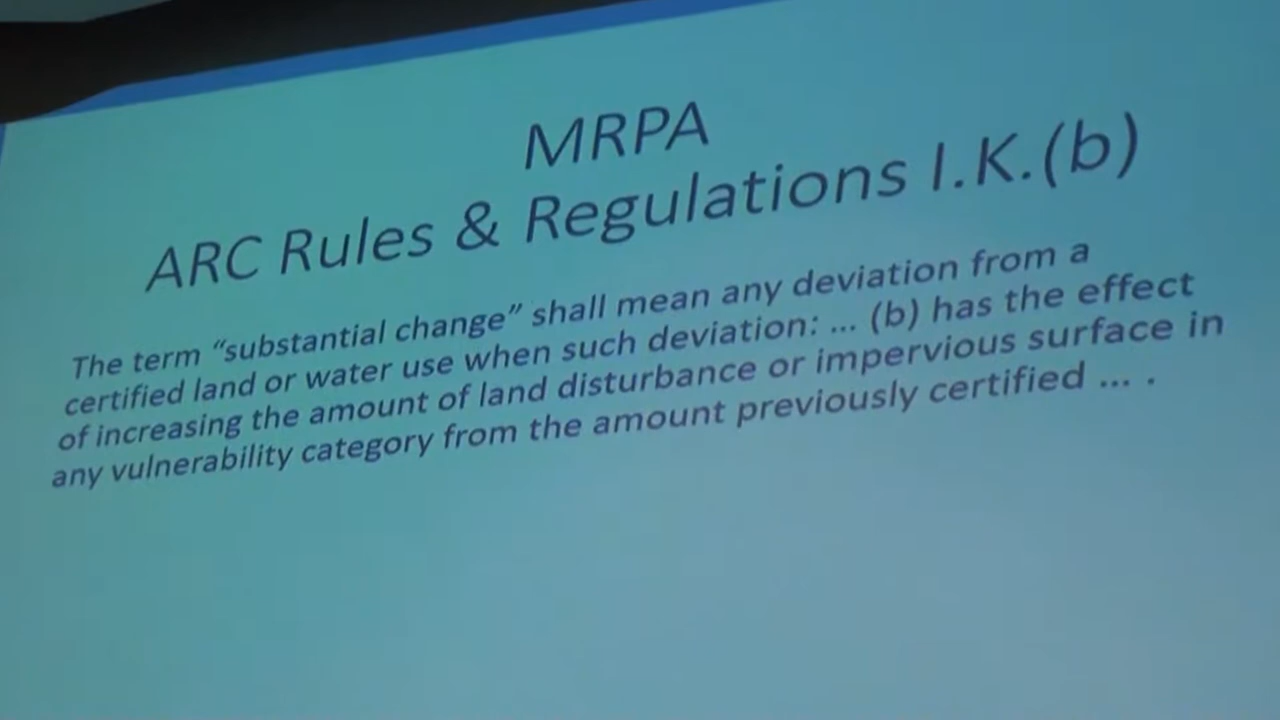 MRPA
ARC Rules & Regulations I.K.(b)
The term “substantial change” shall mean any deviation from a
certified land or water use when such deviation: ... (b) has the effect
of increasing the amount of land disturbance or impervious surface in
any vulnerability category from the amount previously certified ... .